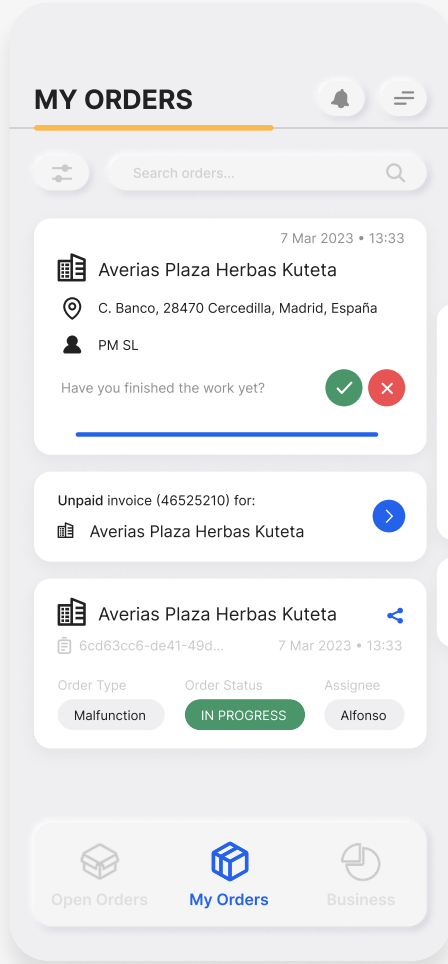 MY ORDERS
Search orders...
7 Mar 2023 • 13:33
Averias Plaza Herbas Kuteta
C. Banco, 28470 Cercedilla, Madrid, España
PM SL
Have you finished the work yet?
Unpaid invoice (46525210) for:
Averias Plaza Herbas Kuteta
Averias Plaza Herbas Kuteta
6cd63cc6-de41-49d... 7 Mar 2023 • 13:33
Order Type Order Status Assignee
Malfunction IN PROGRESS Alfonso
Open Orders My Orders Business